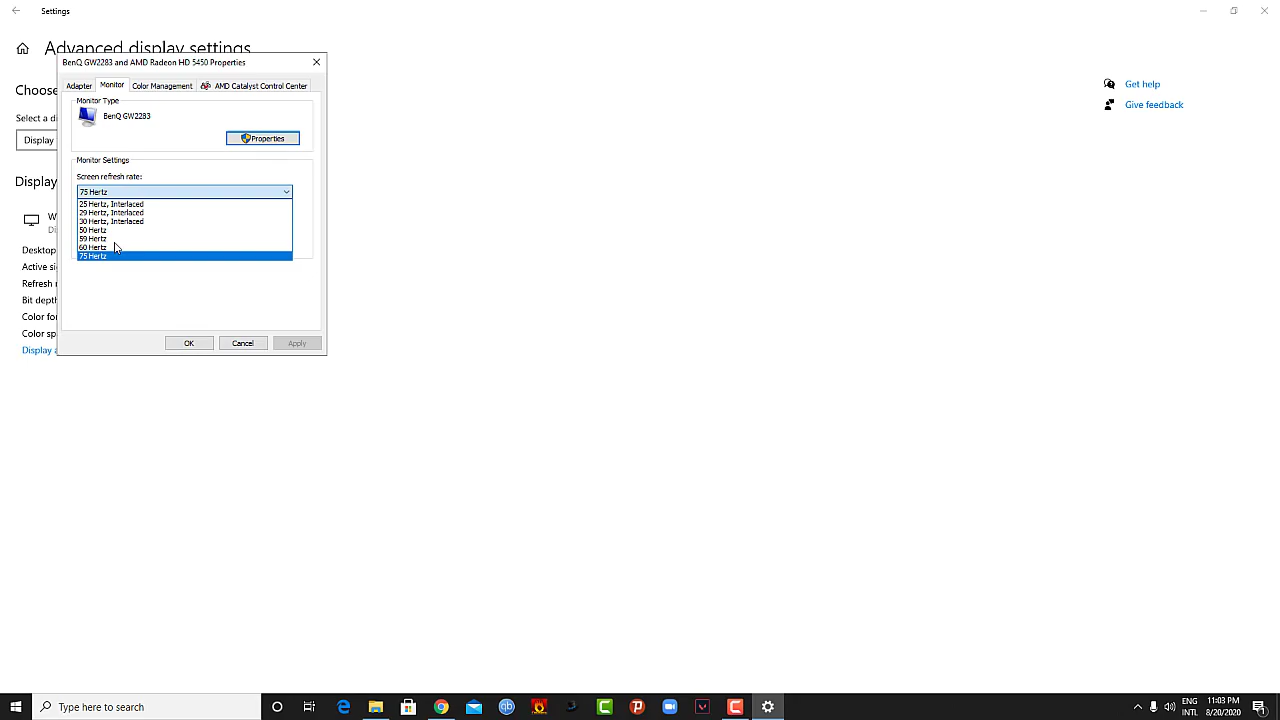 Settings
Advanced display settings
BenQ GW2283 and AMD Radeon HD 5450 Properties
Get help
Give feedback
Adapter
Monitor
Color Management
AMD Catalyst Control Center
Choose
Monitor Type
BenQ GW2283
Select a di
Display
Properties
Monitor Settings
Screen refresh rate:
Display
75 Hertz
25 Hertz, Interlaced
29 Hertz, Interlaced
30 Hertz, Interlaced
50 Hertz
59 Hertz
60 Hertz
75 Hertz
W
Di
Desktop
Active si
Refresh r
Bit depth
Color for
Color sp
Display a
OK
Cancel
Apply
Type here to search
ENG
INTL
11:03 PM
8/20/2020